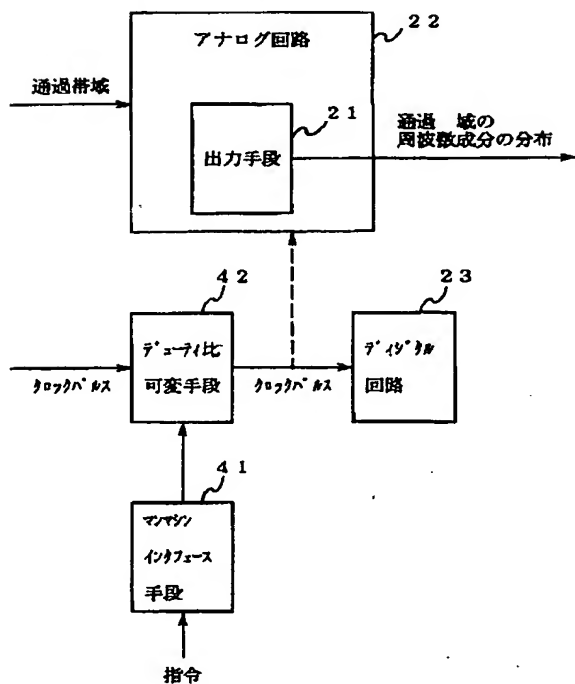 22
アナログ回路
通過帯域
21
出力手段
通過 域の
周波数成分の分布
42
デューティ比
可変手段
クロックパルス
クロックパルス
23
ディジタル
回路
41
マンマシン
インタフェース
手段
指令